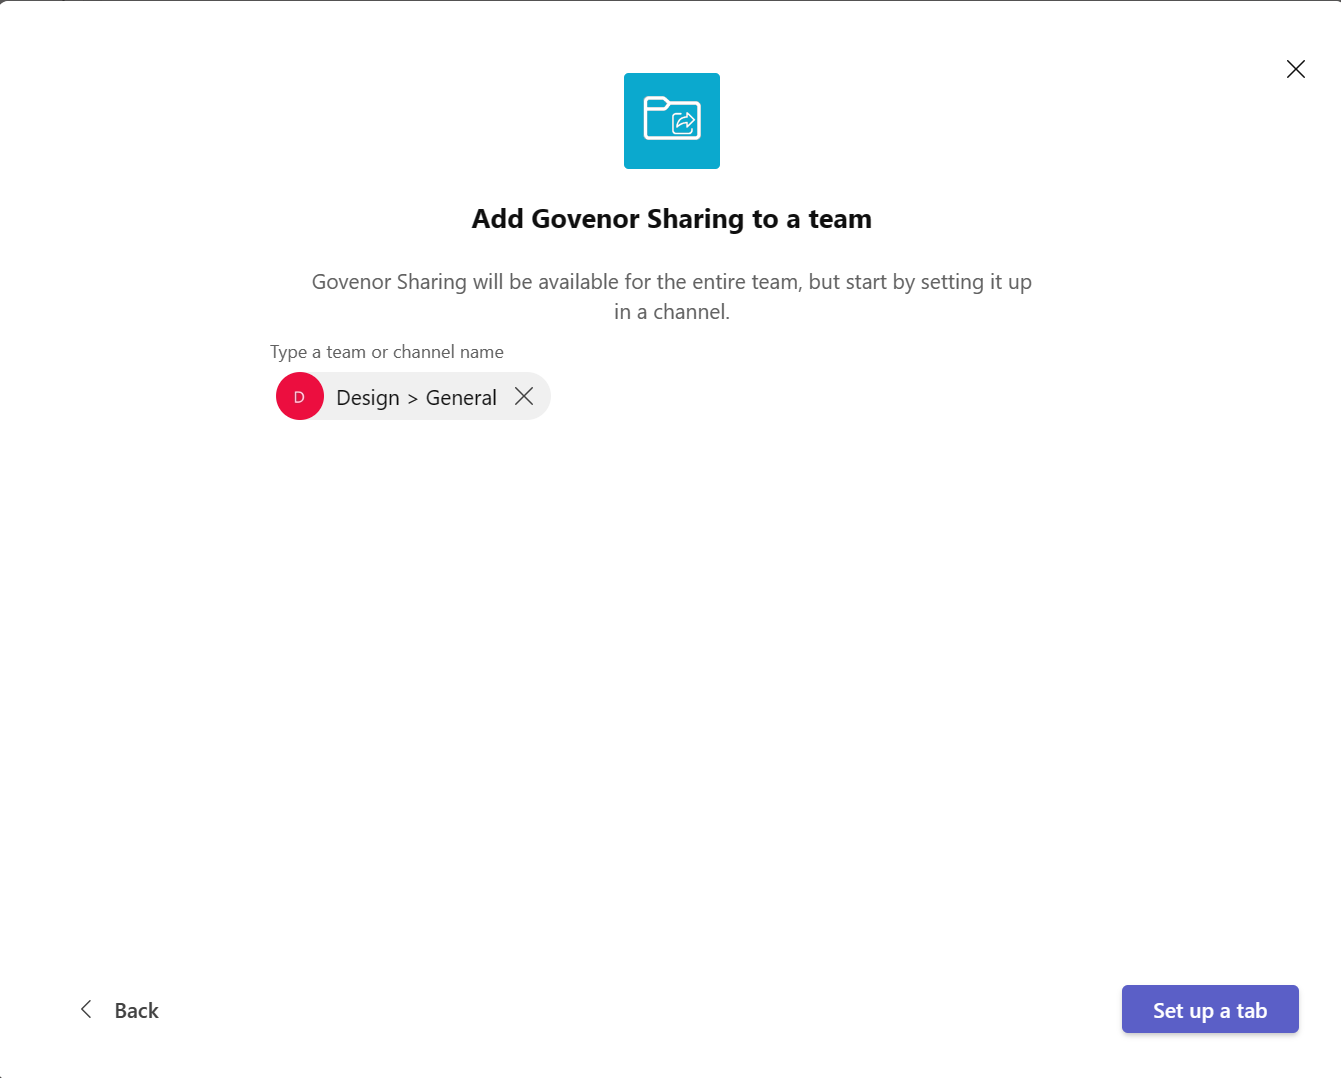 Add Govenor Sharing to a team
Govenor Sharing will be available for the entire team, but start by setting it up
in a channel.
Type a team or channel name
D Design > General
Back
Set up a tab